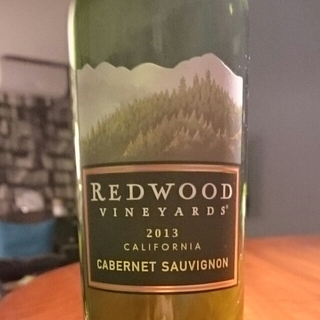 REDWOOD
VINEYARDS®
2013
CALIFORNIA
CABERNET SAUVIGNON